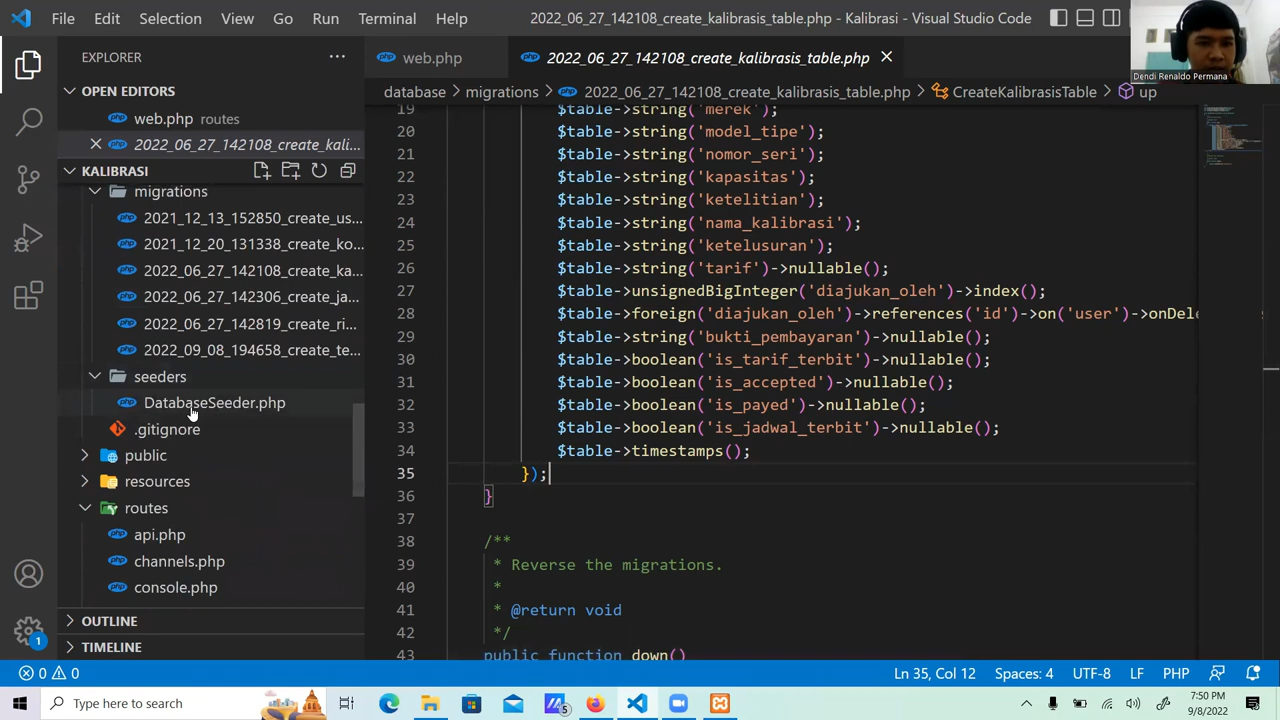 File Edit Selection View Go Run Terminal Help 2022_06_27_142108_create_kalibrasis_table.php - Kalibrasi - Visual Studio Code
Dendi Renaldo Permana
EXPLORER
web.php
2022_06_27_142108_create_kalibrasis_table.php
OPEN EDITORS
database migrations 2022_06_27_142108_create_kalibrasis_table.php CreateKalibrasisTable up
web.php routes
2022_06_27_142108_create_kali...
KALIBRASI
migrations
2021_12_13_152850_create_us...
2021_12_20_131338_create_ko...
2022_06_27_142108_create_ka...
2022_06_27_142306_create_ja...
2022_06_27_142819_create_ri...
2022_09_08_194658_create_te...
seeders
DatabaseSeeder.php
.gitignore
public
resources
routes
api.php
channels.php
console.php
OUTLINE
TIMELINE
19 $table->string('merek');
20 $table->string('model_tipe');
21 $table->string('nomor_seri');
22 $table->string('kapasitas');
23 $table->string('ketelitian');
24 $table->string('nama_kalibrasi');
25 $table->string('ketelusuran');
26 $table->string('tarif')->nullable();
27 $table->unsignedBigInteger('diajukan_oleh')->index();
28 $table->foreign('diajukan_oleh')->references('id')->on('user')->onDele
29 $table->string('bukti_pembayaran')->nullable();
30 $table->boolean('is_tarif_terbit')->nullable();
31 $table->boolean('is_accepted')->nullable();
32 $table->boolean('is_payed')->nullable();
33 $table->boolean('is_jadwal_terbit')->nullable();
34 $table->timestamps();
35 });
36 }
37
38 /**
39 * Reverse the migrations.
40 *
41 * @return void
42 */
43 public function down()
1
0 0 Ln 35, Col 12 Spaces: 4 UTF-8 LF PHP
Type here to search
5
7:50 PM
9/8/2022